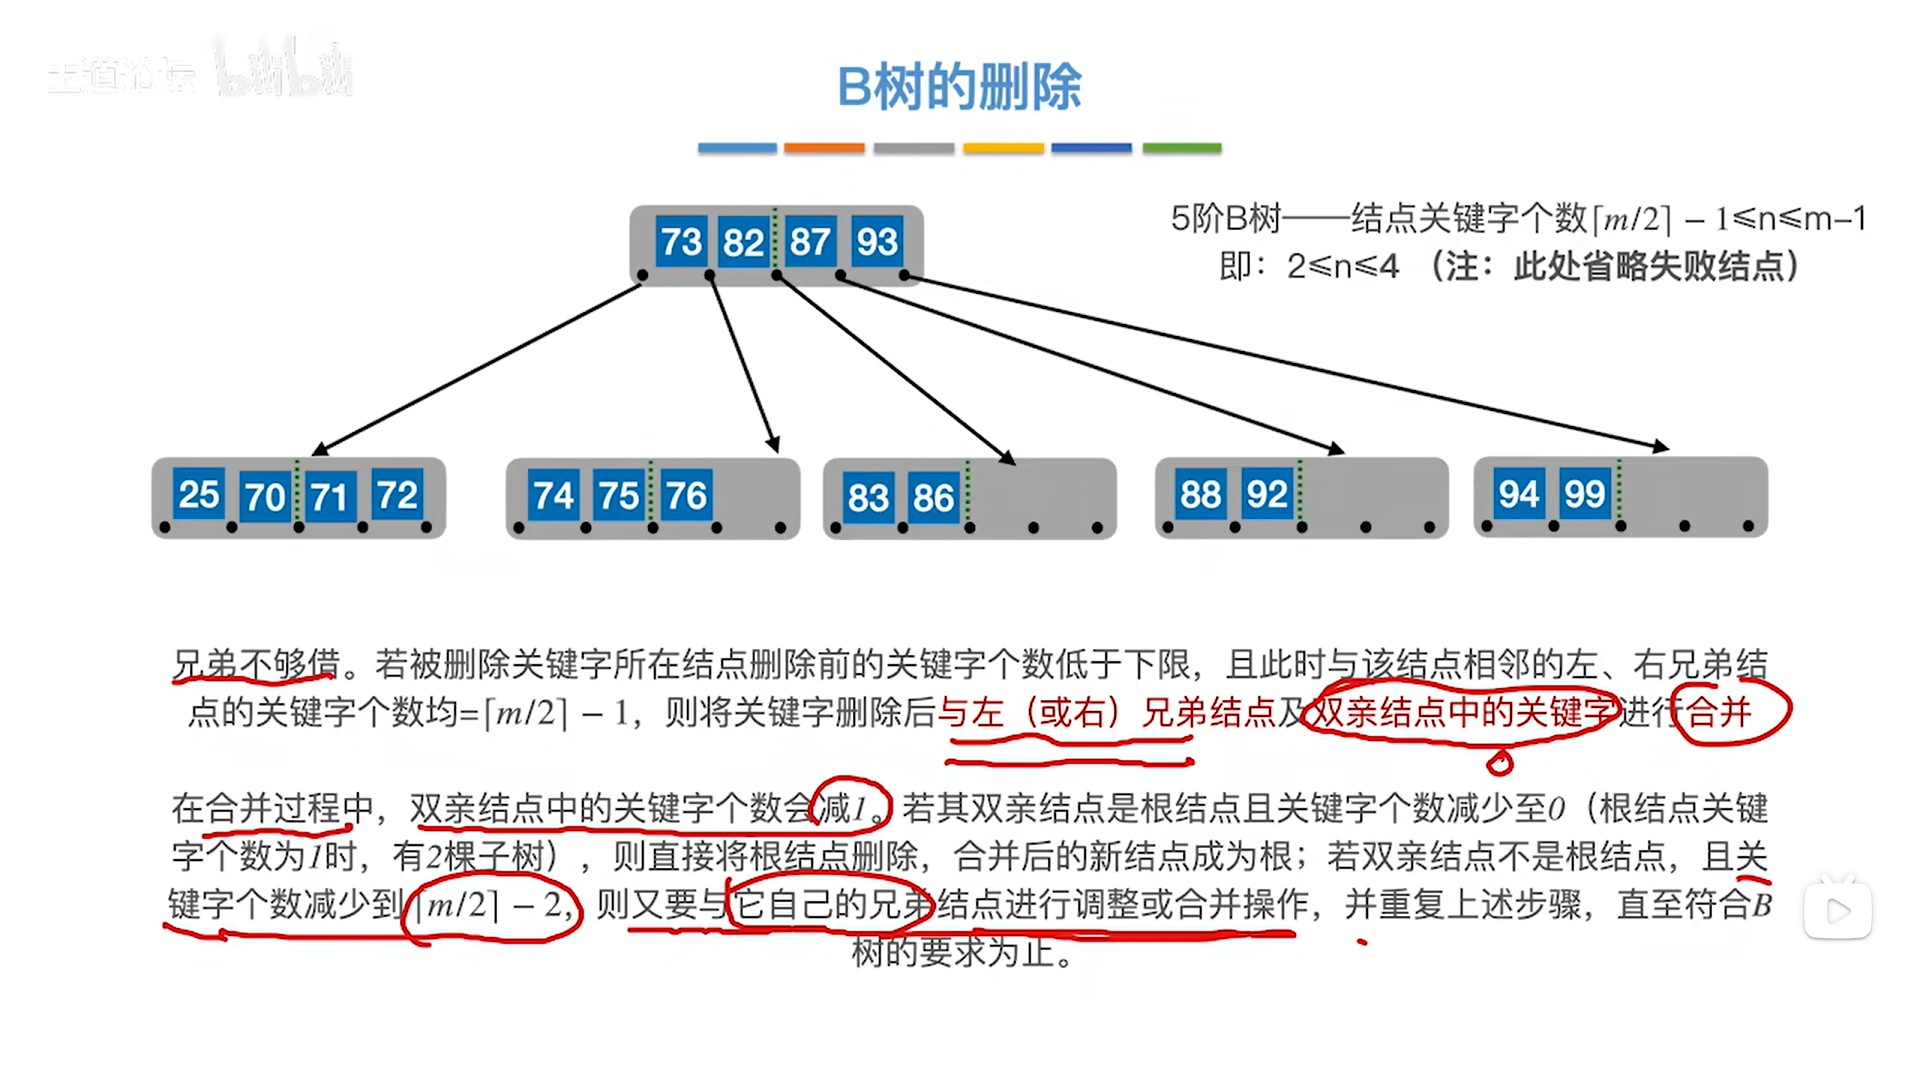 王道论坛 bilibili
B树的删除
73 82 87 93
5阶B树——结点关键字个数⌈m/2⌉ − 1≤n≤m−1
即：2≤n≤4 （注：此处省略失败结点）
25 70 71 72 74 75 76 83 86 88 92 94 99
兄弟不够借。若被删除关键字所在结点删除前的关键字个数低于下限，且此时与该结点相邻的左、右兄弟结
点的关键字个数均=⌈m/2⌉ − 1，则将关键字删除后与左（或右）兄弟结点及双亲结点中的关键字进行合并
在合并过程中，双亲结点中的关键字个数会减1。若其双亲结点是根结点且关键字个数减少至0（根结点关键
字个数为1时，有2棵子树），则直接将根结点删除，合并后的新结点成为根；若双亲结点不是根结点，且关
键字个数减少到⌈m/2⌉ − 2，则又要与它自己的兄弟结点进行调整或合并操作，并重复上述步骤，直至符合B
树的要求为止。